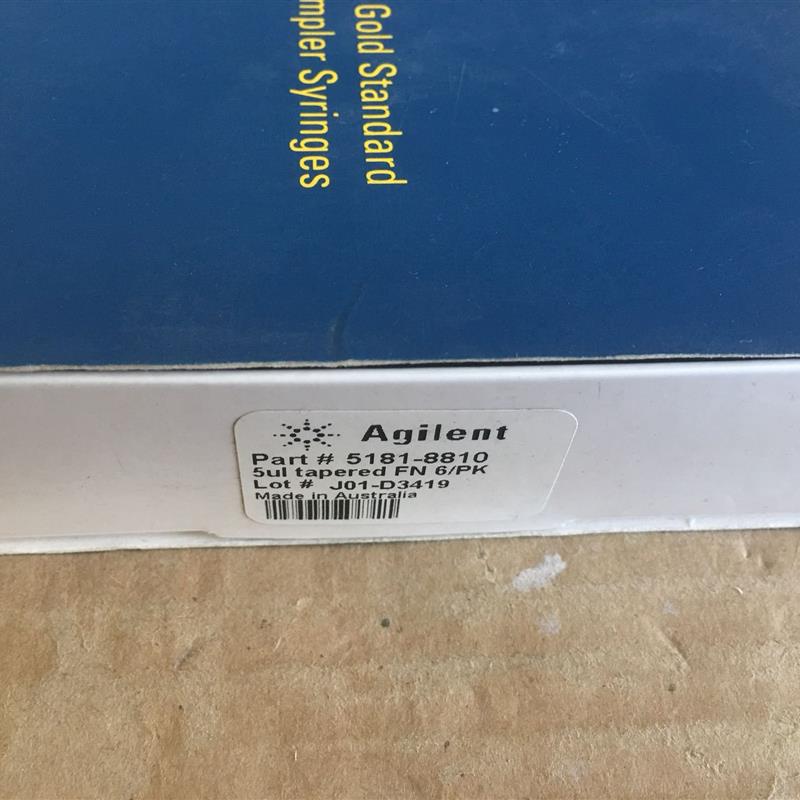 Gold Standard
mpler Syringes
Agilent
Part # 5181-8810
5ul tapered FN 6/PK
Lot # J01-D3419
Made in Australia